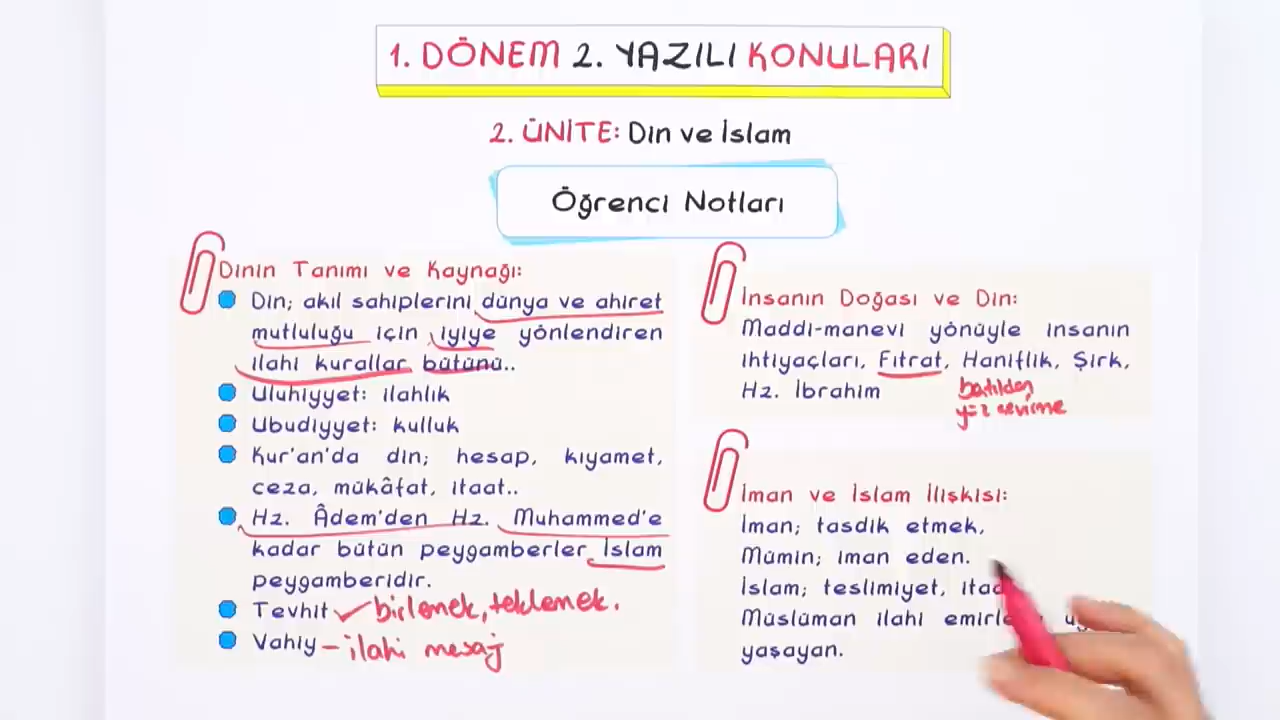 1. DÖNEM 2. YAZILI KONULARI
2. ÜNİTE: Din ve İslam
Öğrenci Notları
Dinin Tanımı ve Kaynağı:
Din; akıl sahiplerini dünya ve ahiret
mutluluğu için iyiye yönlendiren
ilahi kurallar bütünü..
Uluhiyyet: ilahlık
Ubudiyyet: kulluk
Kur'an'da din; hesap, kıyamet,
ceza, mükâfat, itaat..
Hz. Âdem'den Hz. Muhammed'e
kadar bütün peygamberler İslam
peygamberidir.
Tevhit birlemek, teklemek.
Vahiy - ilahi mesaj
İnsanın Doğası ve Din:
Maddi-manevi yönüyle insanın
ihtiyaçları, Fıtrat, Haniflik, Şirk,
Hz. İbrahim batıldan
yüz çevirme
İman ve İslam İlişkisi:
İman; tasdik etmek,
Mümin; iman eden.
İslam; teslimiyet,
Müslüman ilahi
yaşayan.